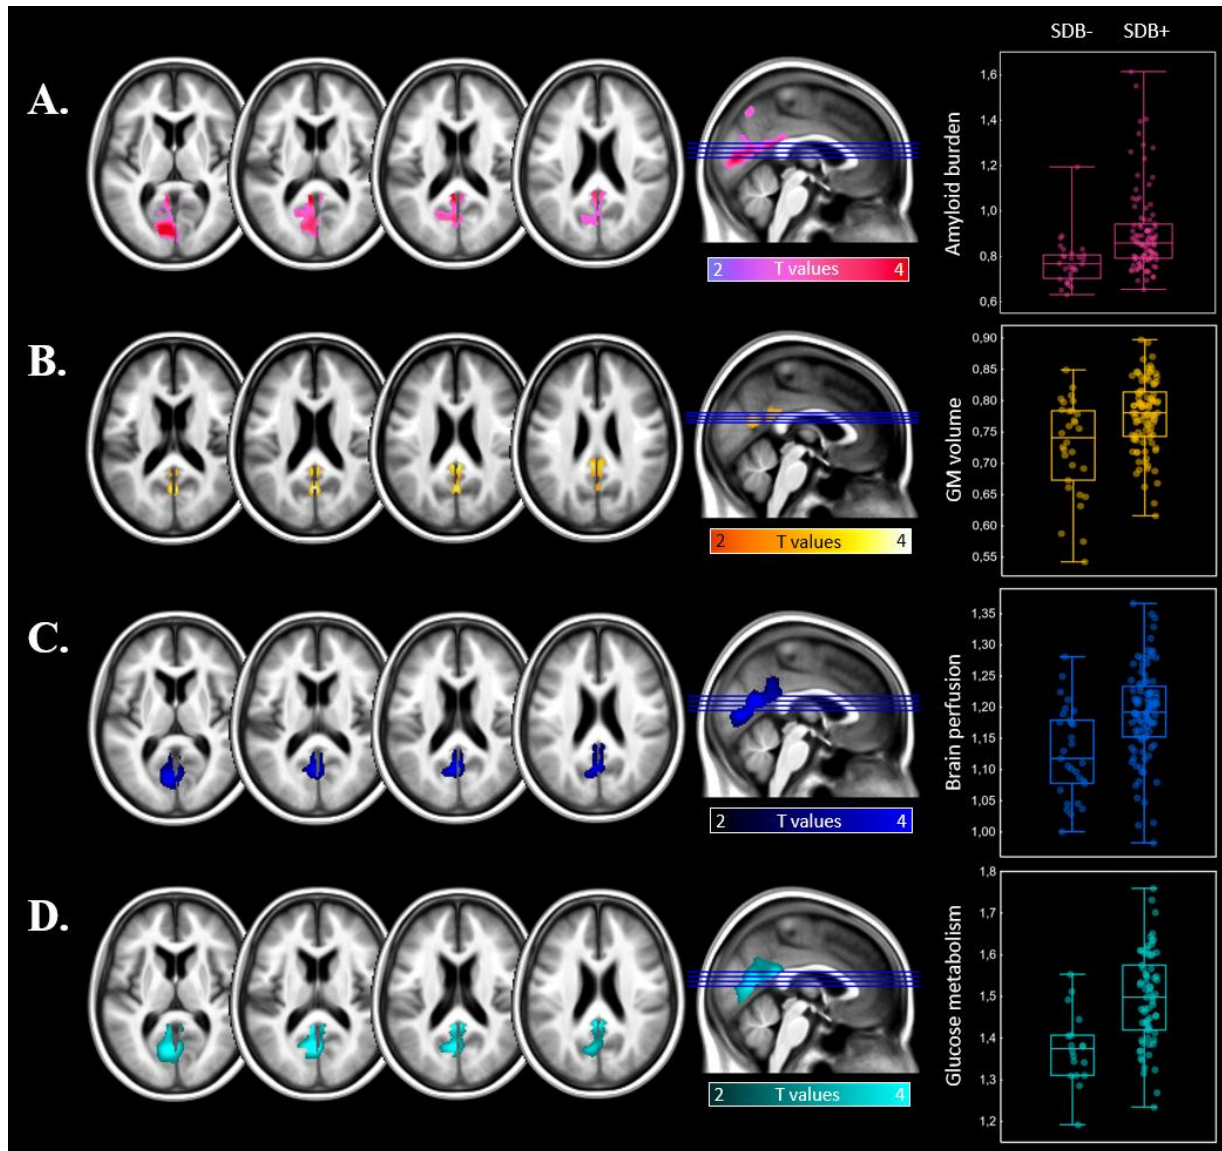 SDB- SDB+
A.
2 T values 4
Amyloid burden
1,6
1,4
1,2
1,0
0,8
0,6
B.
2 T values 4
GM volume
0,90
0,85
0,80
0,75
0,70
0,65
0,60
0,55
C.
2 T values 4
Brain perfusion
1,35
1,30
1,25
1,20
1,15
1,10
1,05
1,00
D.
2 T values 4
Glucose metabolism
1,8
1,7
1,6
1,5
1,4
1,3
1,2